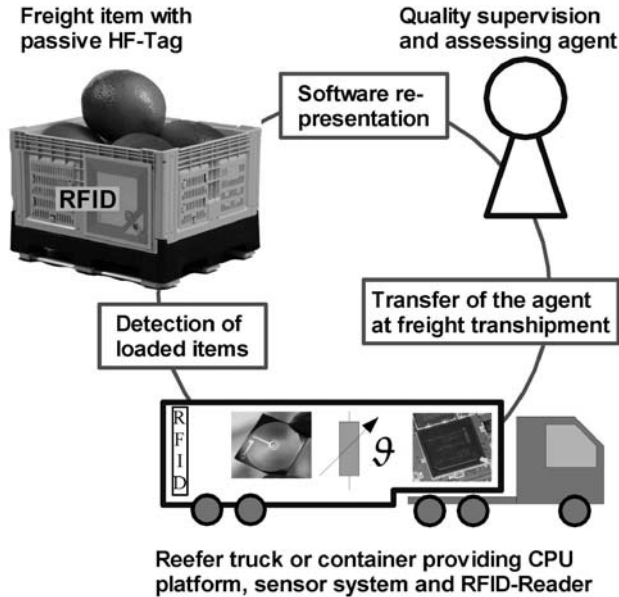 Freight item with
passive HF-Tag
Quality supervision
and assessing agent
Software re-
presentation
RFID
Detection of
loaded items
Transfer of the agent
at freight transhipment
RFID
ϑ
Reefer truck or container providing CPU
platform, sensor system and RFID-Reader